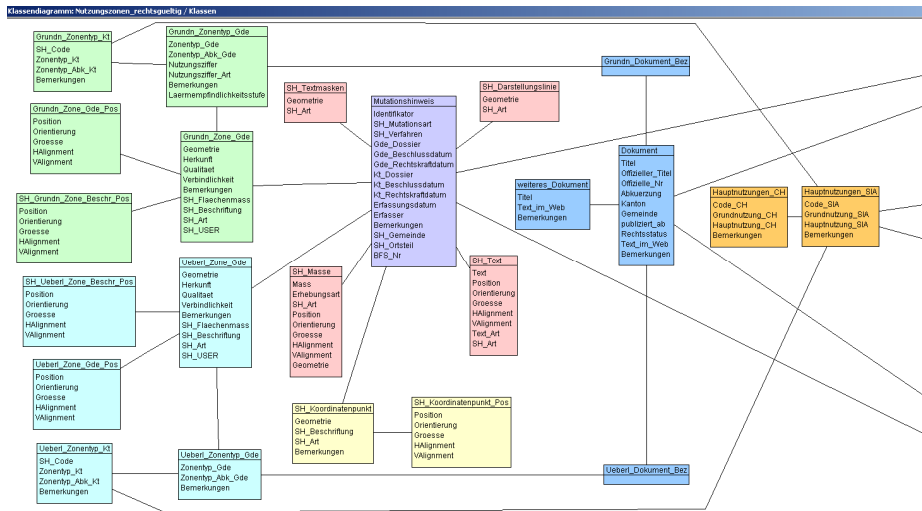 Klassendiagramm: Nutzungszonen_rechtsgueltig / Klassen
Grundn_Zonentyp_Kt
SH_Code
Zonentyp_Kt
Zonentyp_Abk_Kt
Bemerkungen
Grundn_Zonentyp_Gde
Zonentyp_Gde
Zonentyp_Abk_Gde
Nutzungsziffer
Nutzungsziffer_Art
Bemerkungen
Laermempfindlichkeitsstufe
Grundn_Dokument_Bez
Grundn_Zone_Gde_Pos
Position
Orientierung
Groesse
HAlignment
VAlignment
Grundn_Zone_Gde
Geometrie
Herkunft
Qualitaet
Verbindlichkeit
Bemerkungen
SH_Flaechenmass
SH_Beschriftung
SH_Art
SH_USER
SH_Textmasken
Geometrie
SH_Art
Mutationshinweis
Identifikator
SH_Mutationsart
SH_Verfahren
Gde_Dossier
Gde_Beschlussdatum
Gde_Rechtskraftdatum
Kt_Dossier
Kt_Beschlussdatum
Kt_Rechtskraftdatum
Erfassungsdatum
Erfasser
Bemerkungen
SH_Gemeinde
SH_Ortsteil
BFS_Nr
SH_Darstellungslinie
Geometrie
SH_Art
weiteres_Dokument
Titel
Text_im_Web
Bemerkungen
Dokument
Titel
Offizieller_Titel
Offizielle_Nr
Abkuerzung
Kanton
Gemeinde
publiziert_ab
Rechtsstatus
Text_im_Web
Bemerkungen
Hauptnutzungen_CH
Code_CH
Grundnutzung_CH
Hauptnutzung_CH
Bemerkungen
Hauptnutzungen_SIA
Code_SIA
Grundnutzung_SIA
Hauptnutzung_SIA
Bemerkungen
SH_Grundn_Zone_Beschr_Pos
Position
Orientierung
Groesse
HAlignment
VAlignment
SH_Ueberl_Zone_Beschr_Pos
Position
Orientierung
Groesse
HAlignment
VAlignment
Ueberl_Zone_Gde
Geometrie
Herkunft
Qualitaet
Verbindlichkeit
Bemerkungen
SH_Flaechenmass
SH_Beschriftung
SH_Art
SH_USER
SH_Masse
Mass
Erhebungsart
SH_Art
Position
Orientierung
Groesse
HAlignment
VAlignment
Geometrie
SH_Text
Text
Position
Orientierung
Groesse
HAlignment
VAlignment
Text_Art
SH_Art
Ueberl_Zone_Gde_Pos
Position
Orientierung
Groesse
HAlignment
VAlignment
SH_Koordinatenpunkt
Geometrie
SH_Beschriftung
SH_Art
Bemerkungen
SH_Koordinatenpunkt_Pos
Position
Orientierung
Groesse
HAlignment
VAlignment
Ueberl_Zonentyp_Kt
SH_Code
Zonentyp_Kt
Zonentyp_Abk_Kt
Bemerkungen
Ueberl_Zonentyp_Gde
Zonentyp_Gde
Zonentyp_Abk_Gde
Bemerkungen
Ueberl_Dokument_Bez